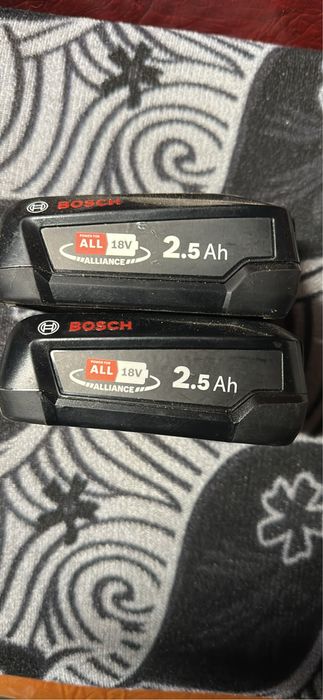 BOSCH
POWER FOR
ALL 18V
ALLIANCE
2.5 Ah
BOSCH
POWER FOR
ALL 18V
ALLIANCE
2.5 Ah